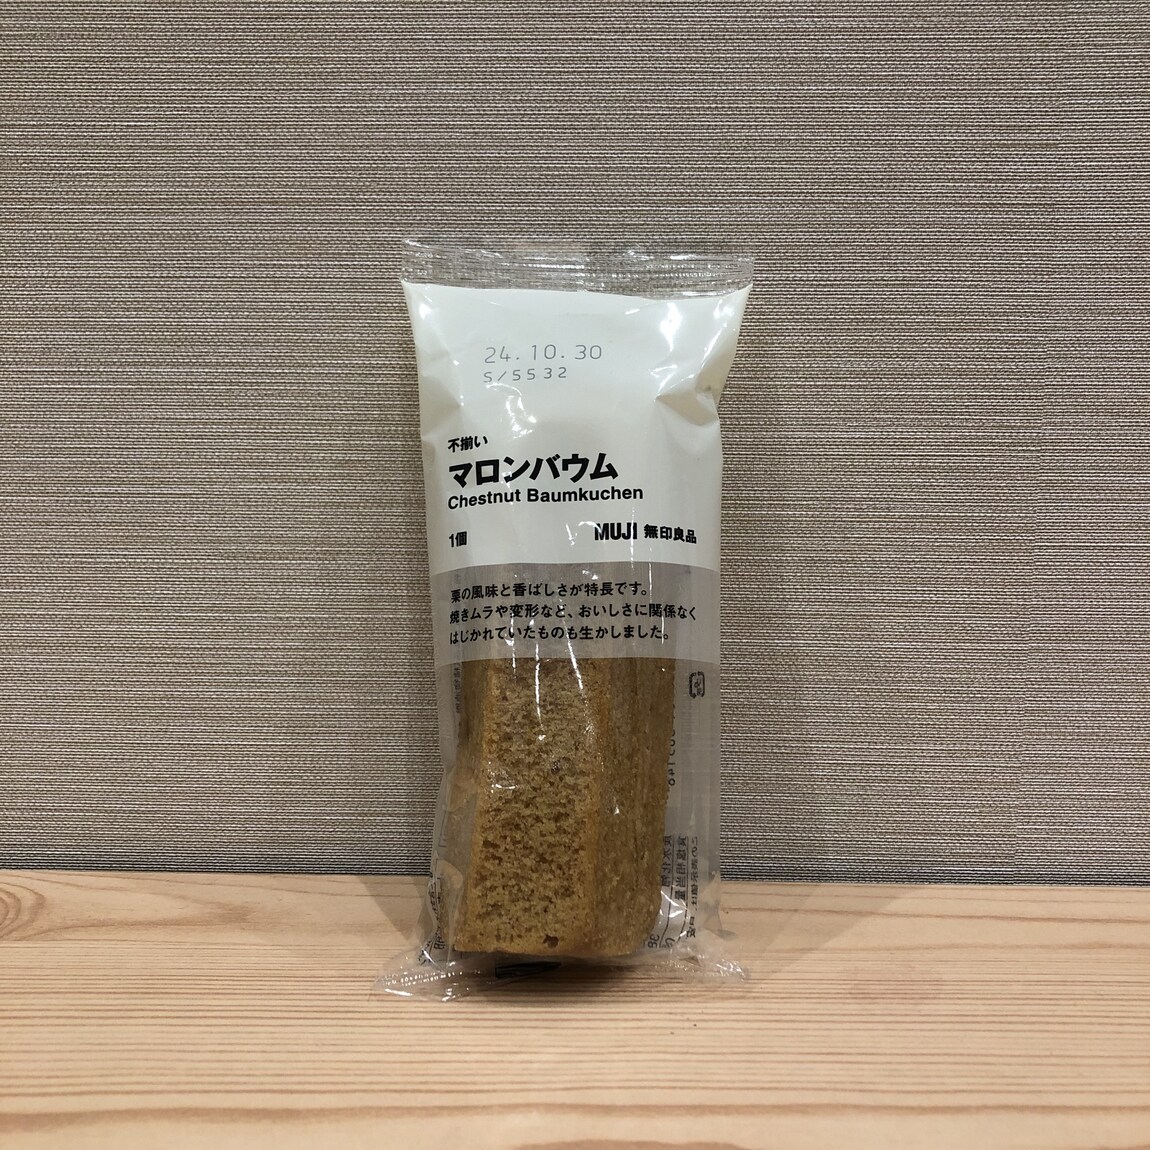 24.10.30
S/5532
不揃い
マロンバウム
Chestnut Baumkuchen
1個
MUJI 無印良品
栗の風味と香ばしさが特長です。
焼きムラや変形など、おいしさに関係なく
はじかれていたものも生かしました。